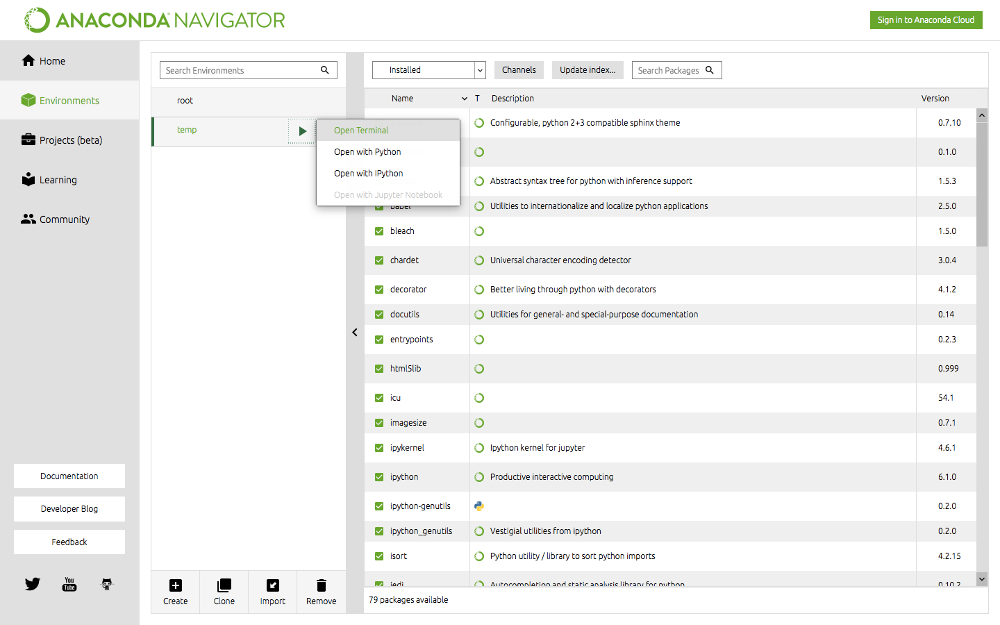 ANACONDA NAVIGATOR
Sign in to Anaconda Cloud
Home
Environments
Projects (beta)
Learning
Community
Documentation
Developer Blog
Feedback
You
Tube
Search Environments
root
temp
Open Terminal
Open with Python
Open with IPython
Open with Jupyter Notebook
Create
Clone
Import
Remove
Installed
Channels
Update index...
Search Packages
Name T Description Version
Configurable, python 2+3 compatible sphinx theme 0.7.10
0.1.0
Abstract syntax tree for python with inference support 1.5.3
babel Utilities to internationalize and localize python applications 2.5.0
bleach 1.5.0
chardet Universal character encoding detector 3.0.4
decorator Better living through python with decorators 4.1.2
docutils Utilities for general- and special-purpose documentation 0.14
entrypoints 0.2.3
html5lib 0.999
icu 54.1
imagesize 0.7.1
ipykernel Ipython kernel for jupyter 4.6.1
ipython Productive interactive computing 6.1.0
ipython-genutils 0.2.0
ipython_genutils Vestigial utilities from ipython 0.2.0
isort Python utility / library to sort python imports 4.2.15
jedi Autocompletion and static analysis library for python 0.10.2
79 packages available